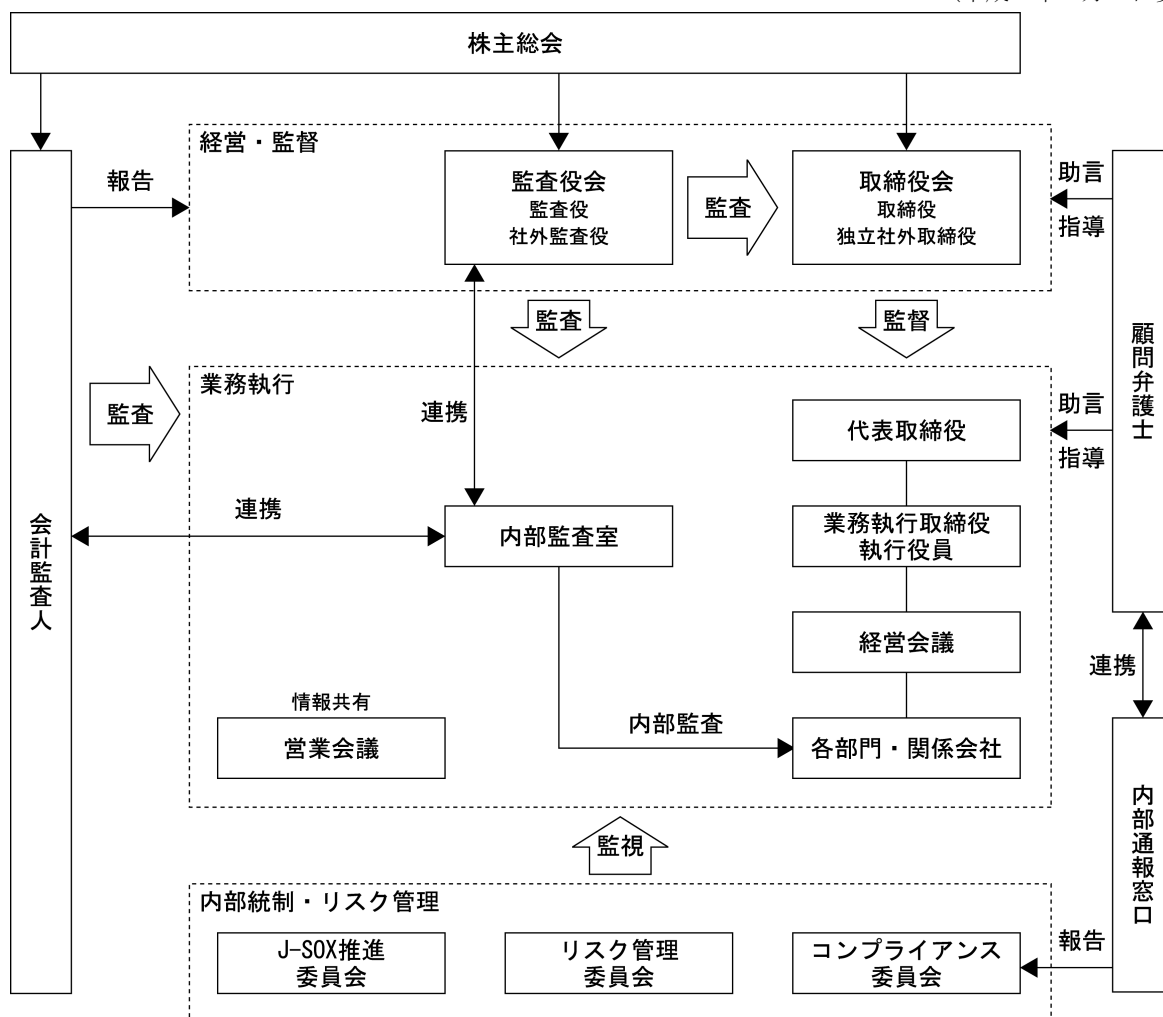 株主総会
経営・監督
報告
監査役会
監査役
社外監査役
監査
取締役会
取締役
独立社外取締役
助言
指導
監査
監督
顧問弁護士
業務執行
監査
連携
代表取締役
助言
指導
連携
内部監査室
業務執行取締役
執行役員
会計監査人
経営会議
連携
情報共有
営業会議
内部監査
各部門・関係会社
内部通報窓口
監視
内部統制・リスク管理
J-SOX推進
委員会
リスク管理
委員会
コンプライアンス
委員会
報告